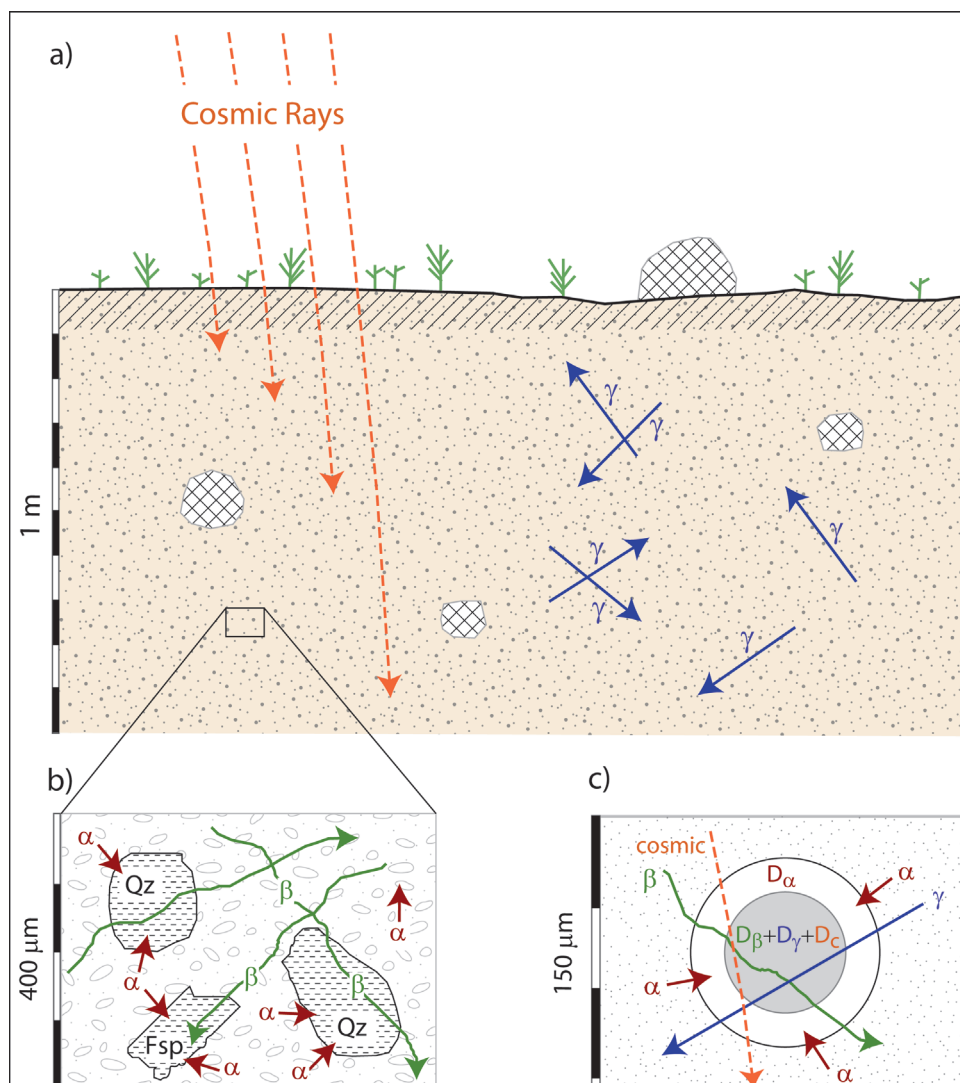 a)
Cosmic Rays
γ
γ
γ
γ
γ
γ
1 m
b)
α
Qz
β
α
α
α
β
β
α
Qz
Fsp
α
α
400 µm
c)
cosmic
β
Dα
α
γ
Dβ+Dγ+Dc
α
α
150 µm